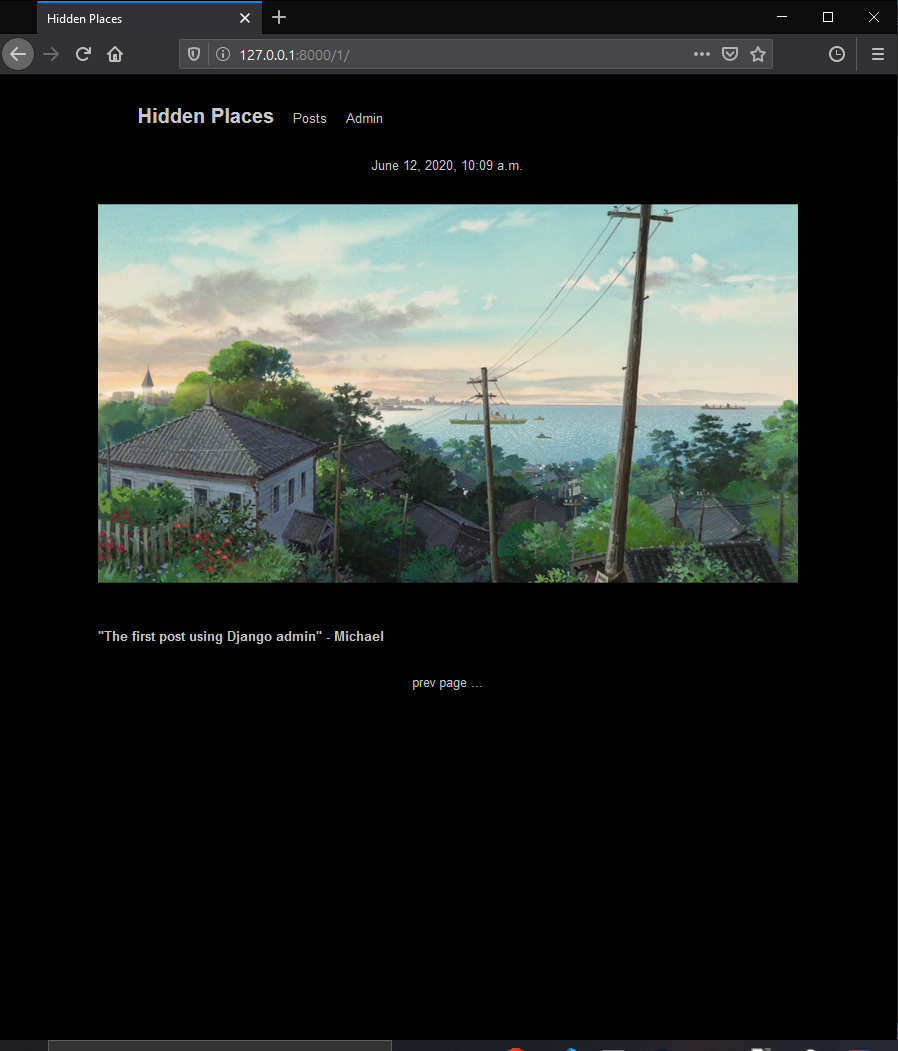 Hidden Places
127.0.0.1:8000/1/
Hidden Places Posts Admin
June 12, 2020, 10:09 a.m.
"The first post using Django admin" - Michael
prev page ...